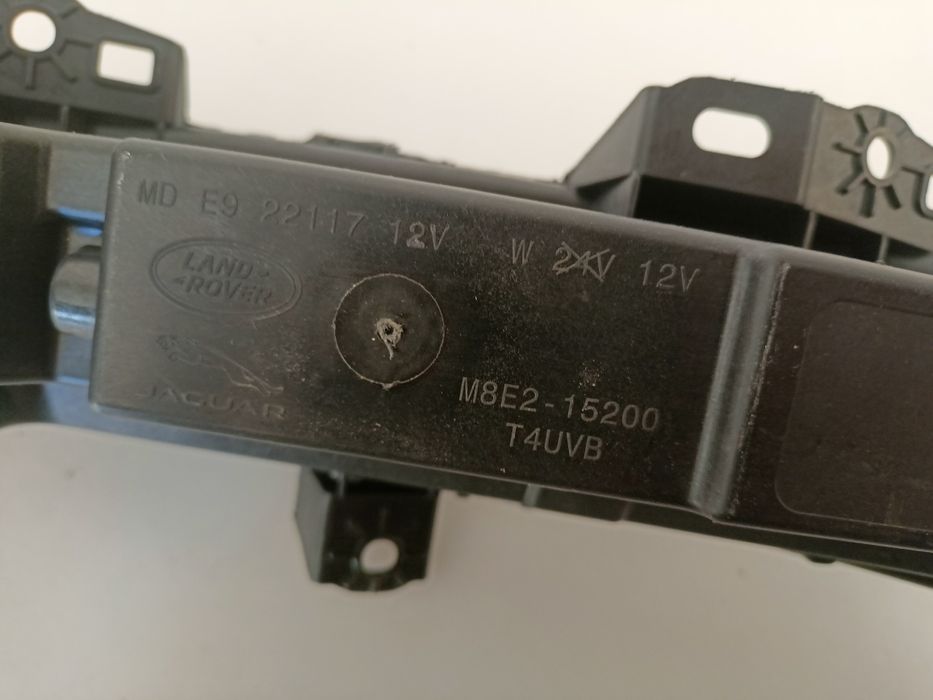 MD E9 22117 12V W 24V 12V
LAND
ROVER
JAGUAR
M8E2-15200
T4UVB